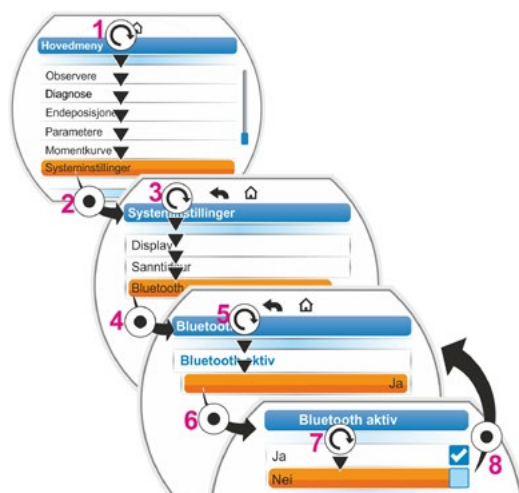 1
Hovedmeny
Observere
Diagnose
Endeposisjone
Parametere
Momentkurve
Systeminstillinger
2
3
Systeminstillinger
Display
Sanntidsur
Bluetooth
4
5
Bluetooth
Bluetooth aktiv
Ja
6
Bluetooth aktiv
7
Ja
Nei
8